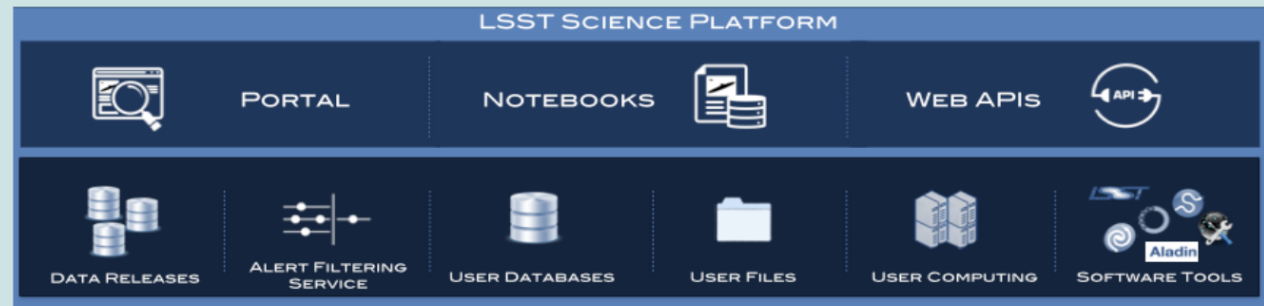 LSST SCIENCE PLATFORM
PORTAL
NOTEBOOKS
WEB APIS
API
DATA RELEASES
ALERT FILTERING
SERVICE
USER DATABASES
USER FILES
USER COMPUTING
LSST
Aladin
SOFTWARE TOOLS